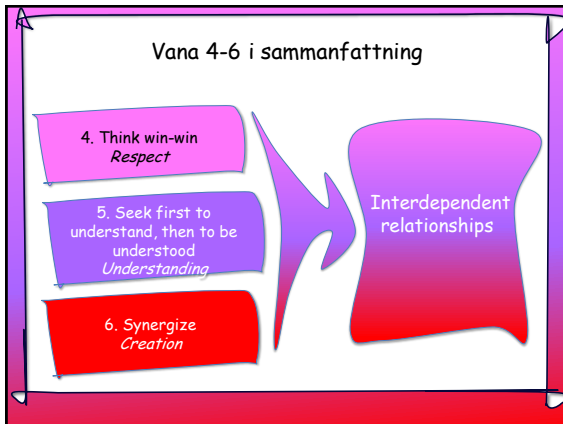 Vana 4-6 i sammanfattning
4. Think win-win
Respect
5. Seek first to
understand, then to be
understood
Understanding
6. Synergize
Creation
Interdependent
relationships